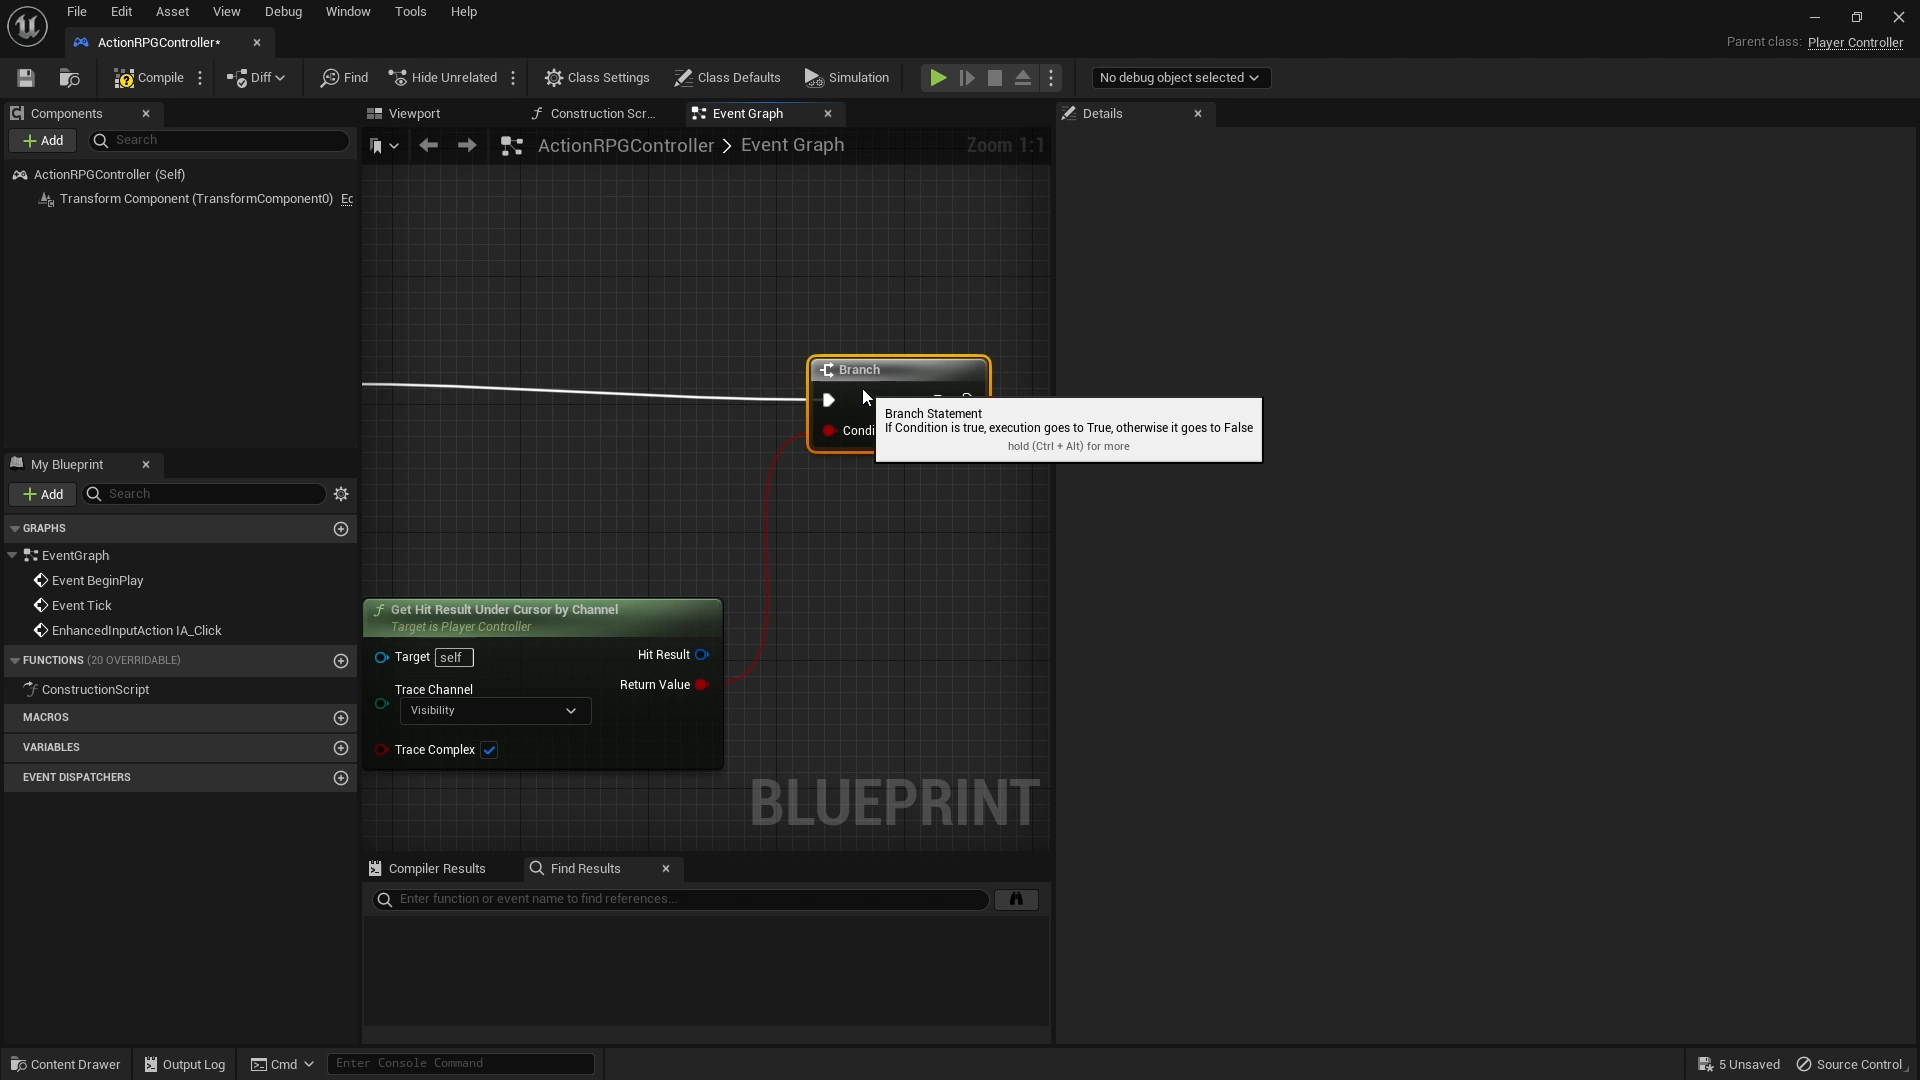 File Edit Asset View Debug Window Tools Help
ActionRPGController*
Parent class: Player Controller
Compile Diff Find Hide Unrelated Class Settings Class Defaults Simulation No debug object selected
Components
Add Search
ActionRPGController (Self)
Transform Component (TransformComponent0) Ec
Viewport Construction Scr... Event Graph
ActionRPGController > Event Graph Zoom 1:1
Branch
Condi
Branch Statement
If Condition is true, execution goes to True, otherwise it goes to False
hold (Ctrl + Alt) for more
Get Hit Result Under Cursor by Channel
Target is Player Controller
Target self Hit Result
Return Value
Trace Channel
Visibility
Trace Complex
BLUEPRINT
My Blueprint
Add Search
GRAPHS
EventGraph
Event BeginPlay
Event Tick
EnhancedInputAction IA_Click
FUNCTIONS (20 OVERRIDABLE)
ConstructionScript
MACROS
VARIABLES
EVENT DISPATCHERS
Compiler Results Find Results
Enter function or event name to find references...
Details
Content Drawer Output Log Cmd Enter Console Command 5 Unsaved Source Control